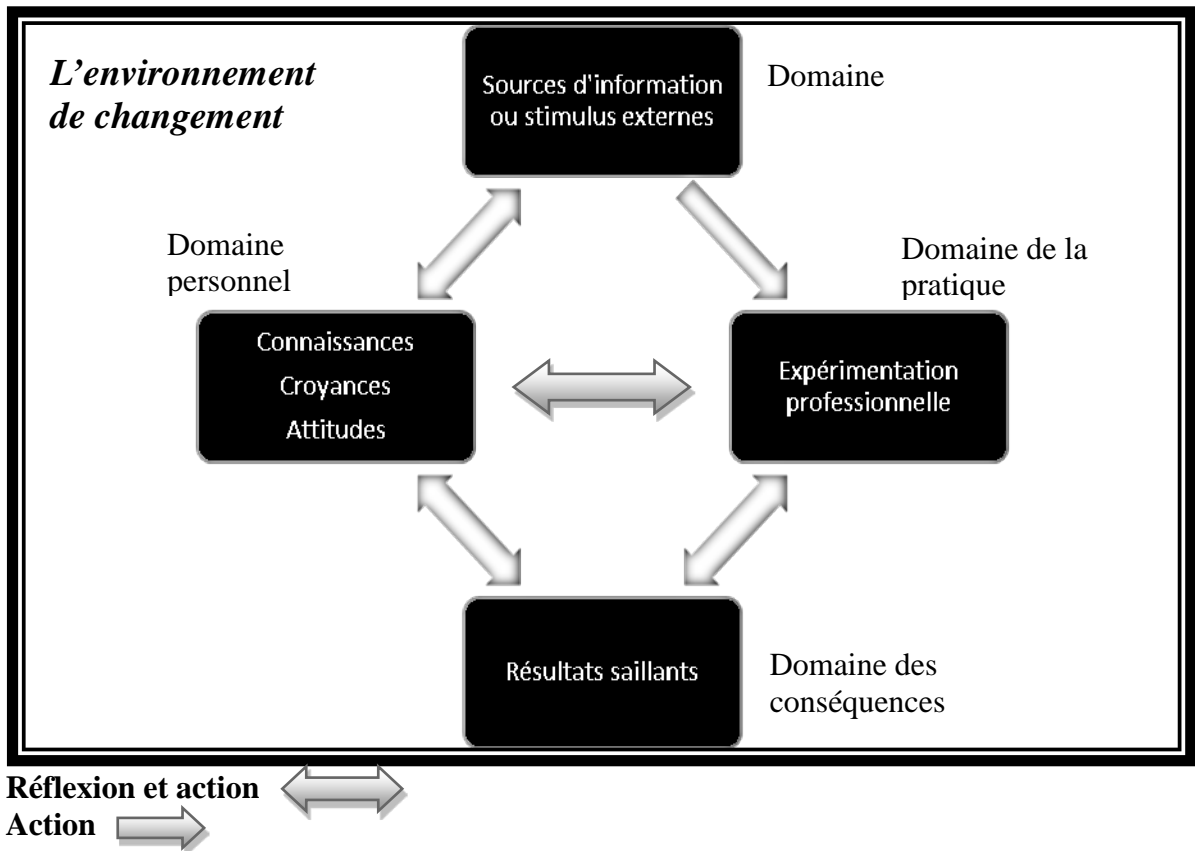 L'environnement
de changement
Sources d'information
ou stimulus externes
Domaine
Domaine
personnel
Domaine de la
pratique
Connaissances
Croyances
Attitudes
Expérimentation
professionnelle
Résultats saillants
Domaine des
conséquences
Réflexion et action
Action